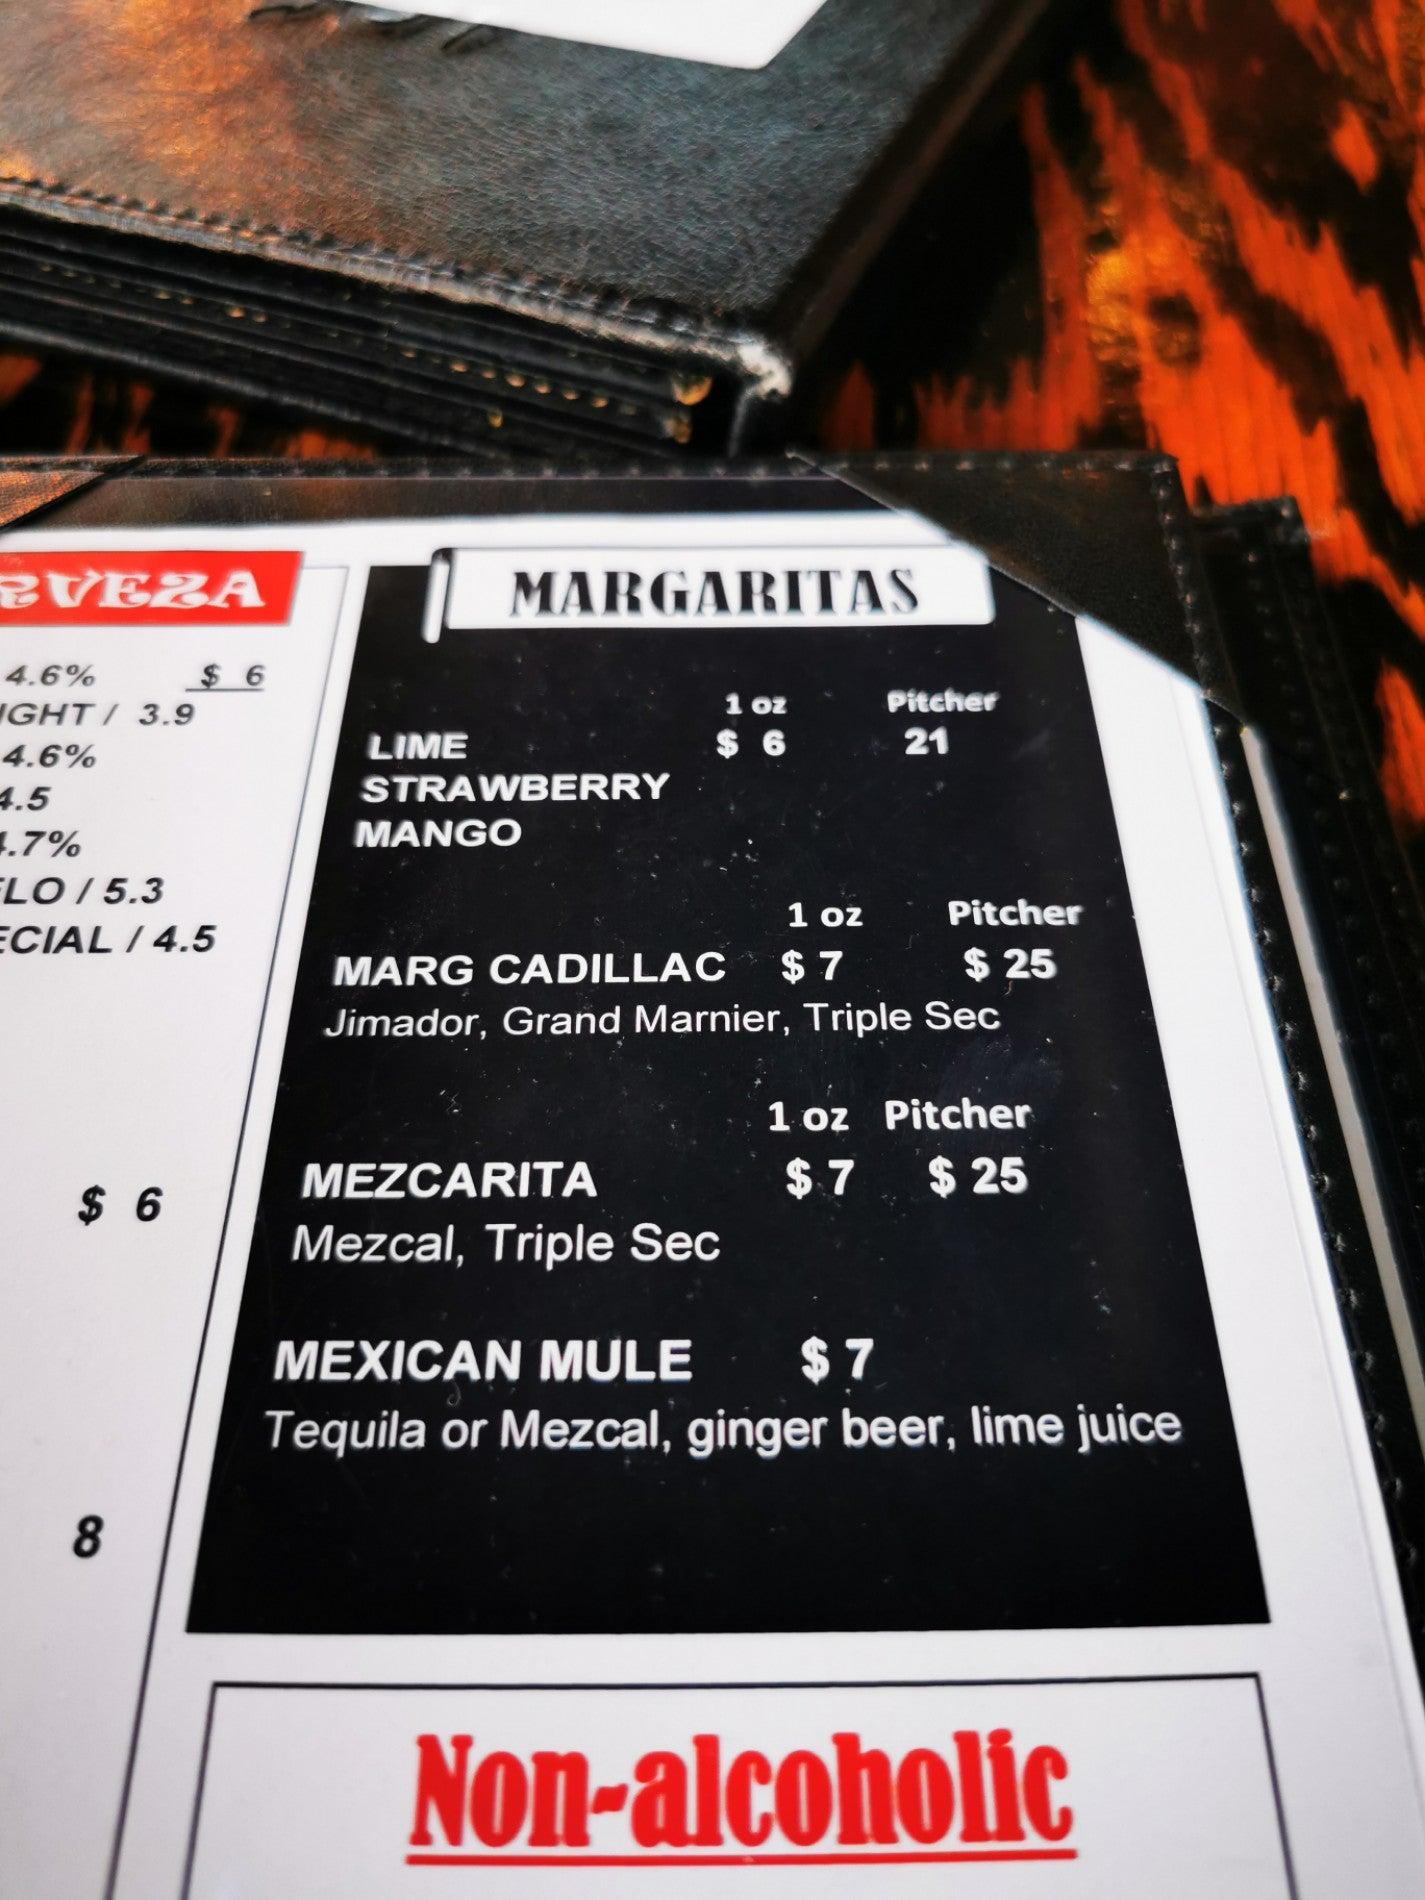 RVEZA
4.6% $ 6
IGHT / 3.9
4.6%
4.5
4.7%
LO / 5.3
ECIAL / 4.5
$ 6
8
MARGARITAS
1 oz Pitcher
LIME $ 6 21
STRAWBERRY
MANGO
1 oz Pitcher
MARG CADILLAC $ 7 $ 25
Jimador, Grand Marnier, Triple Sec
1 oz Pitcher
MEZCARITA $ 7 $ 25
Mezcal, Triple Sec
MEXICAN MULE $ 7
Tequila or Mezcal, ginger beer, lime juice
Non-alcoholic